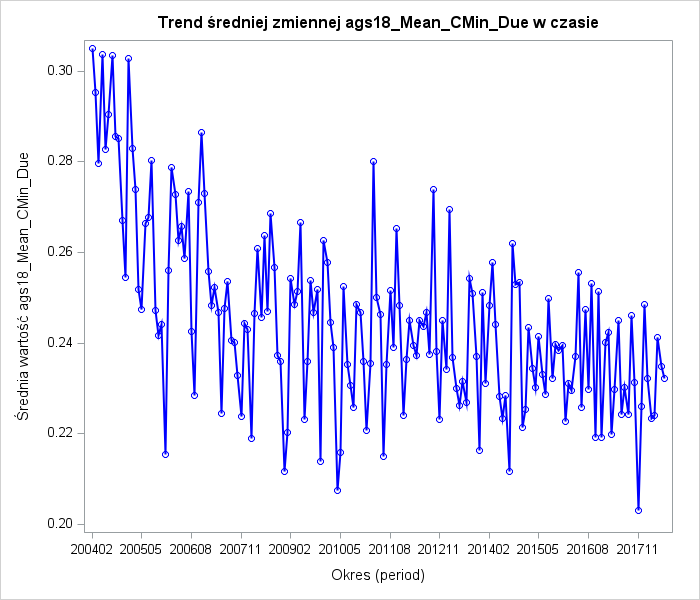 Trend średniej zmiennej ags18_Mean_CMin_Due w czasie
Średnia wartość ags18_Mean_CMin_Due
0.30
0.28
0.26
0.24
0.22
0.20
200402 200505 200608 200711 200902 201005 201108 201211 201402 201505 201608 201711
Okres (period)